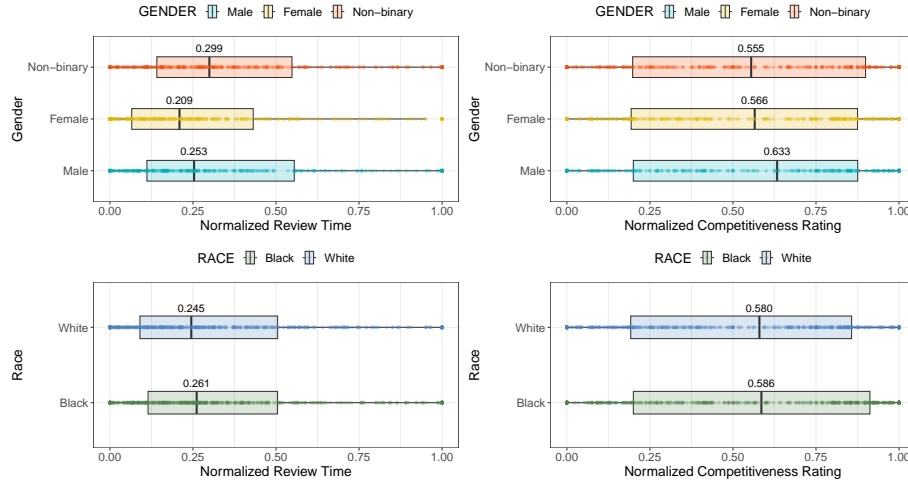 GENDER Male Female Non-binary
0.299
0.209
0.253
Non-binary
Female
Male
Gender
0.00 0.25 0.50 0.75 1.00
Normalized Review Time
GENDER Male Female Non-binary
0.555
0.566
0.633
Non-binary
Female
Male
Gender
0.00 0.25 0.50 0.75 1.00
Normalized Competitiveness Rating
RACE Black White
0.245
0.261
White
Black
Race
0.00 0.25 0.50 0.75 1.00
Normalized Review Time
RACE Black White
0.580
0.586
White
Black
Race
0.00 0.25 0.50 0.75 1.00
Normalized Competitiveness Rating